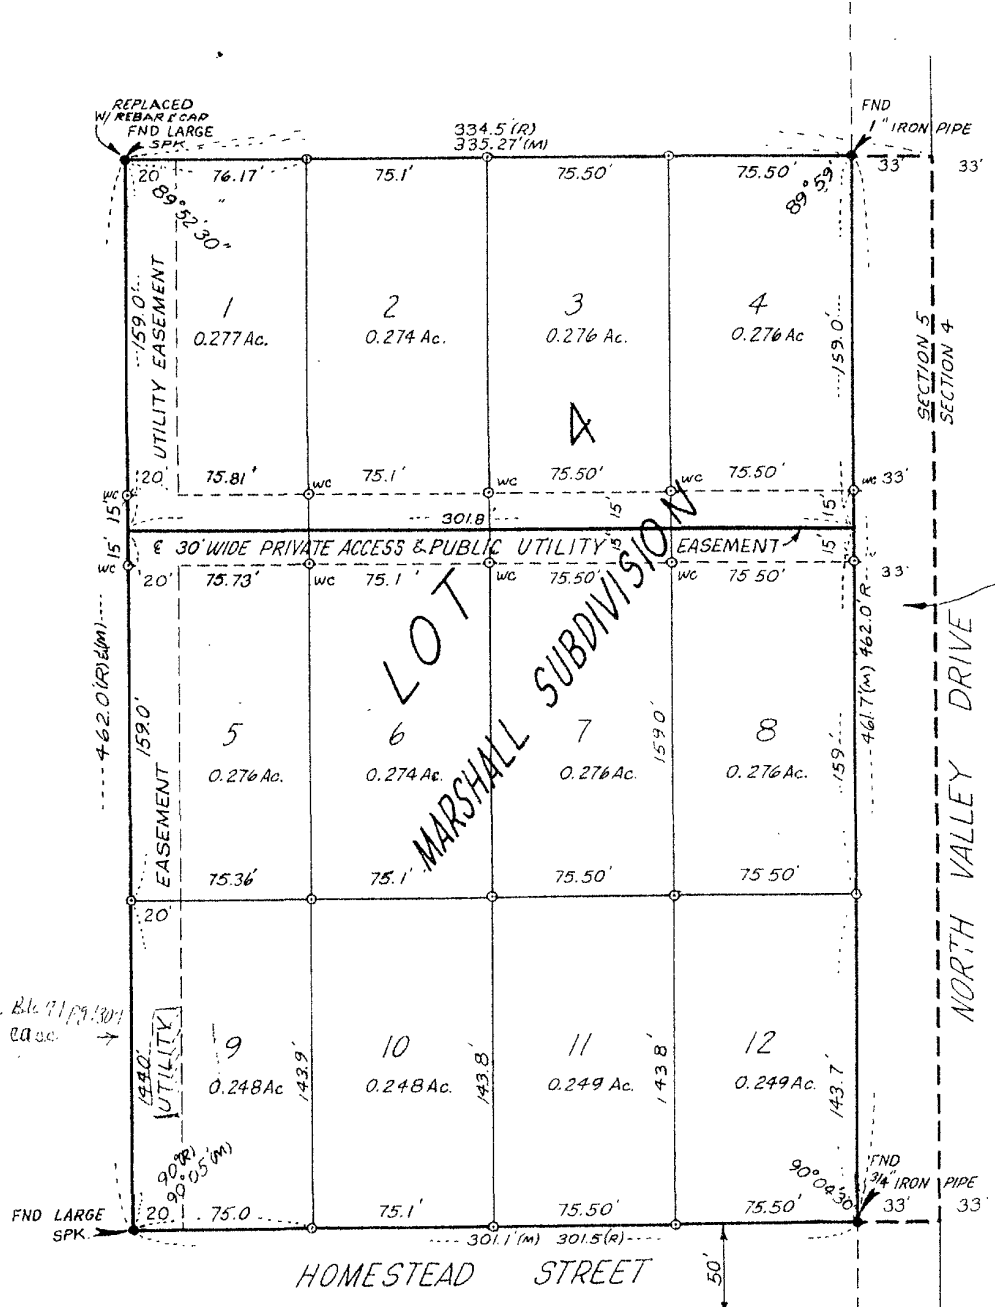 REPLACED
W/ REBAR & CAP
FND LARGE
SPK.
334.5'(R)
335.27'(M)
FND
1" IRON PIPE
20'
76.17'
75.1'
75.50'
75.50'
33'
33'
89°52'30"
89°59'
159.0'
UTILITY EASEMENT
1
0.277 Ac.
2
0.274 Ac.
3
0.276 Ac.
4
0.276 Ac
159.0'
SECTION 5
SECTION 4
20'
75.81'
75.1'
75.50'
75.50'
WC
WC
WC
WC
WC
33'
15'
301.8'
15'
15'
15'
15'
℄ 30' WIDE PRIVATE ACCESS & PUBLIC UTILITY EASEMENT
15'
15'
WC
20'
75.73'
WC
75.1'
WC
75.50'
WC
75.50'
33'
LOT 4
MARSHALL SUBDIVISION
462.0'(R)&(M)
461.7'(M) 462.0'R
159.0'
5
0.276 Ac.
6
0.274 Ac.
7
0.276 Ac.
159.0'
8
0.276 Ac.
159'
NORTH VALLEY DRIVE
UTILITY EASEMENT
75.36'
75.1'
75.50'
75.50'
20'
144.0'
9
0.248 Ac
143.9'
10
0.248 Ac.
143.8'
11
0.249 Ac.
143.8'
12
0.249 Ac.
143.7'
90°(R)
90°05'(M)
90°04'30"
FND
3/4" IRON PIPE
FND LARGE
SPK.
20'
75.0
75.1'
75.50'
75.50'
33'
33'
301.1'(M) 301.5(R)
HOMESTEAD STREET
50'